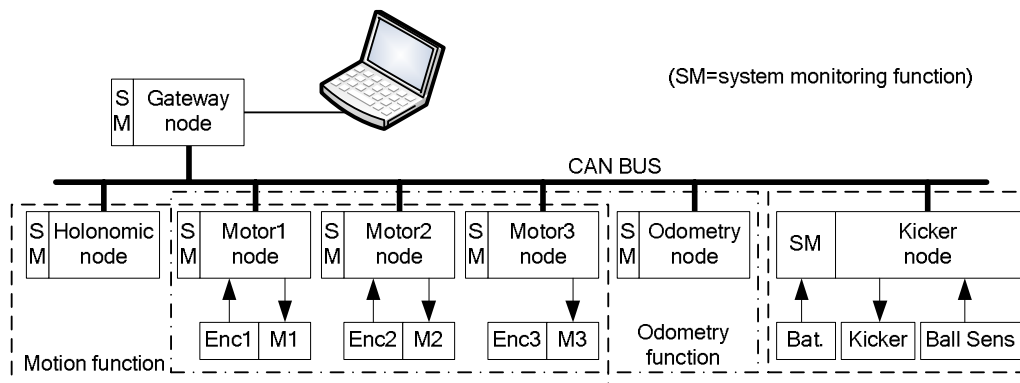 (SM=system monitoring function)
S
M
Gateway
node
CAN BUS
S
M
Holonomic
node
S
M
Motor1
node
S
M
Motor2
node
S
M
Motor3
node
S
M
Odometry
node
SM
Kicker
node
Enc1 M1
Enc2 M2
Enc3 M3
Bat.
Kicker
Ball Sens
Motion function
Odometry
function